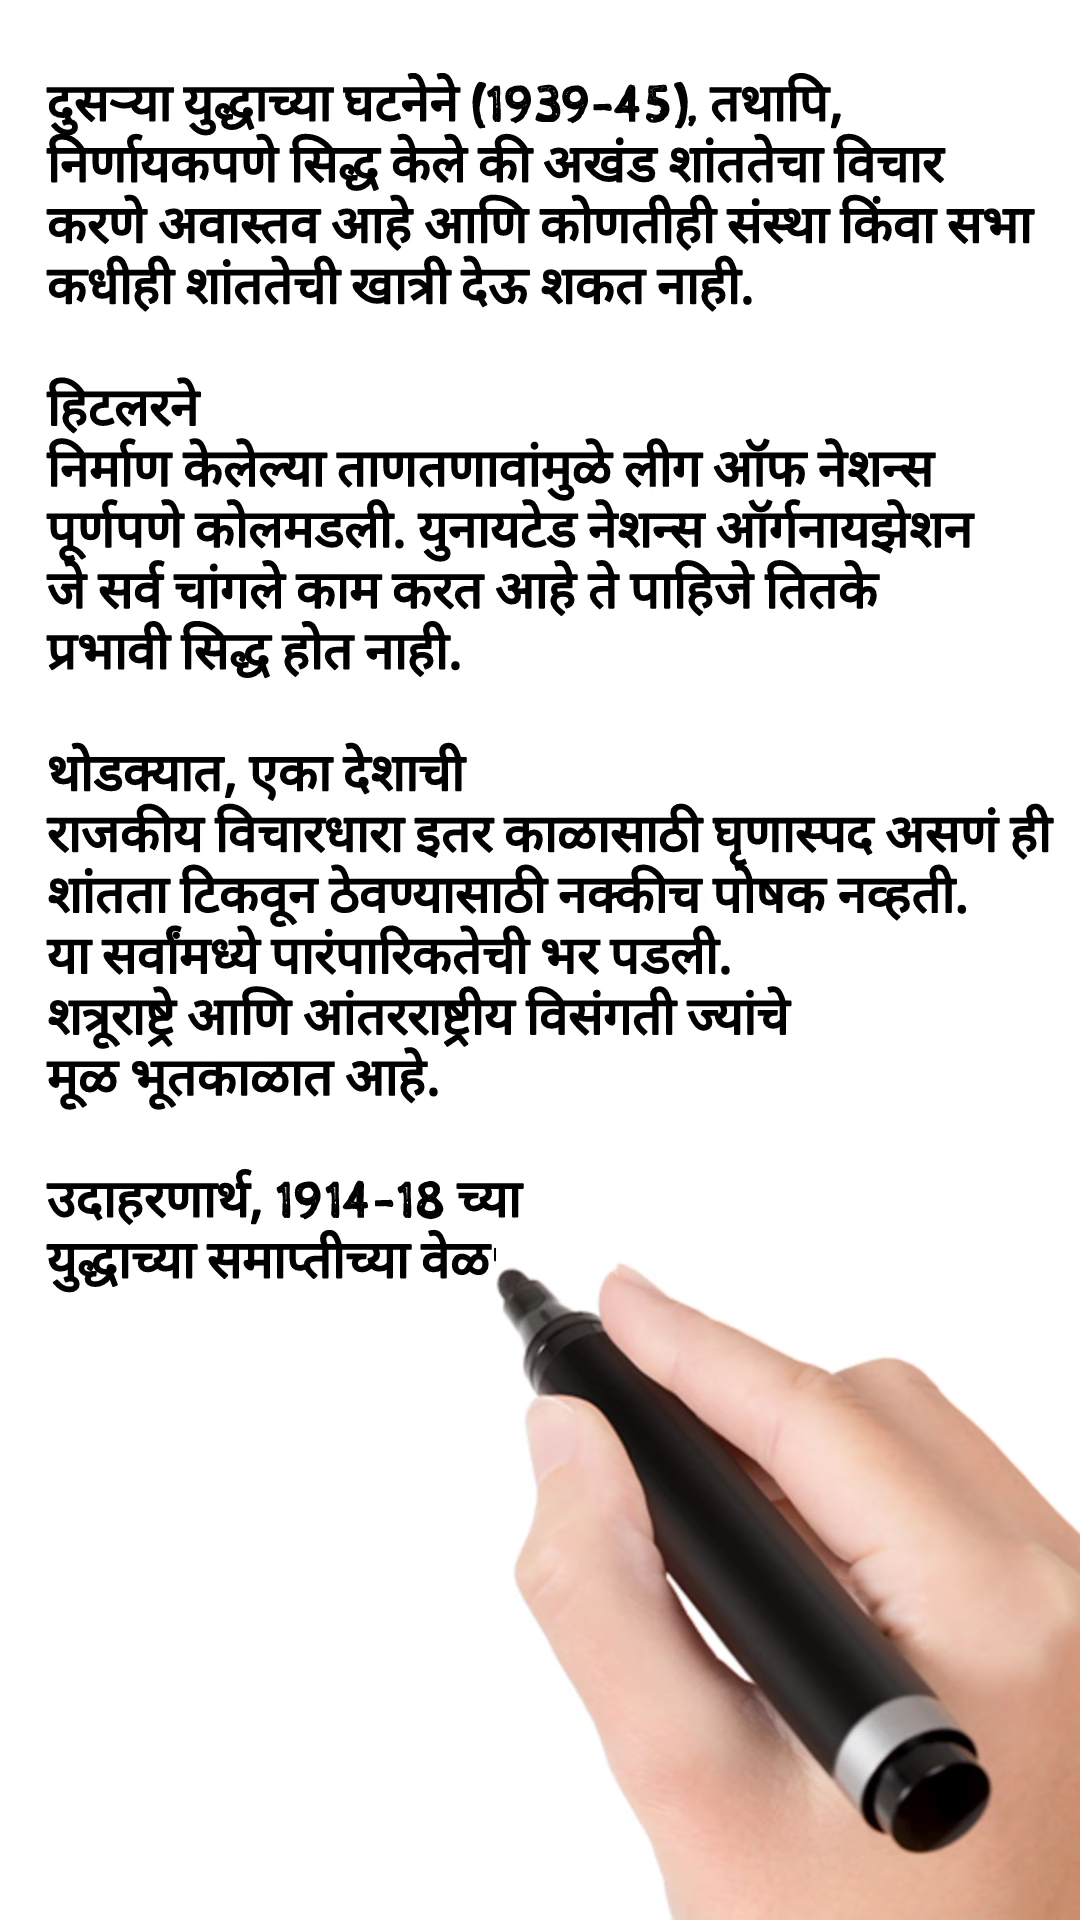 दुसऱ्या युद्धाच्या घटनेने (1939-45), तथापि,
निर्णायकपणे सिद्ध केले की अखंड शांततेचा विचार
करणे अवास्तव आहे आणि कोणतीही संस्था किंवा सभा
कधीही शांततेची खात्री देऊ शकत नाही.
हिटलरने
निर्माण केलेल्या ताणतणावांमुळे लीग ऑफ नेशन्स
पूर्णपणे कोलमडली. युनायटेड नेशन्स ऑर्गनायझेशन
जे सर्व चांगले काम करत आहे ते पाहिजे तितके
प्रभावी सिद्ध होत नाही.
थोडक्यात, एका देशाची
राजकीय विचारधारा इतर काळासाठी घृणास्पद असणं ही
शांतता टिकवून ठेवण्यासाठी नक्कीच पोषक नव्हती.
या सर्वांमध्ये पारंपारिकतेची भर पडली.
शत्रूराष्ट्रे आणि आंतरराष्ट्रीय विसंगती ज्यांचे
मूळ भूतकाळात आहे.
उदाहरणार्थ, 1914-18 च्या
युद्धाच्या समाप्तीच्या